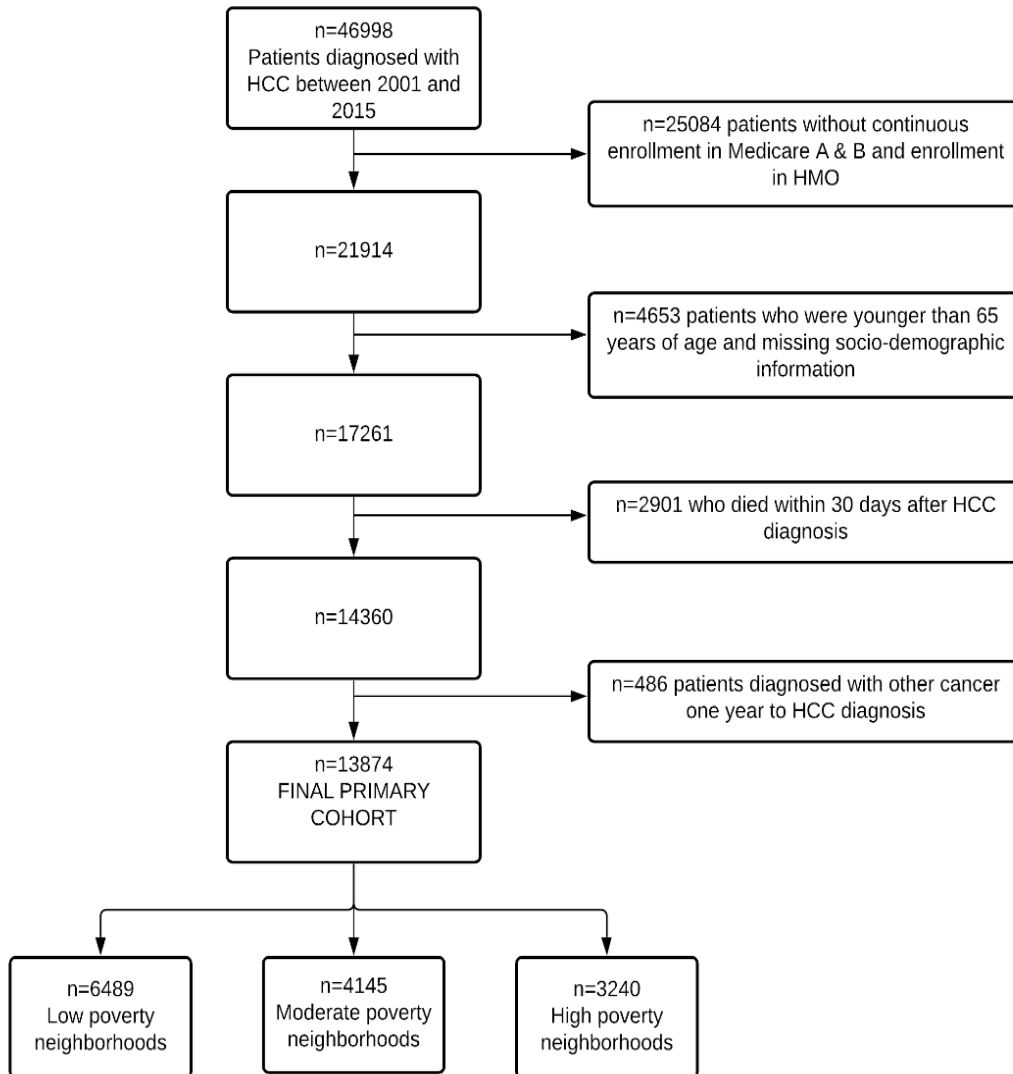 n=46998
Patients diagnosed with
HCC between 2001 and
2015
n=25084 patients without continuous
enrollment in Medicare A & B and enrollment
in HMO
n=21914
n=4653 patients who were younger than 65
years of age and missing socio-demographic
information
n=17261
n=2901 who died within 30 days after HCC
diagnosis
n=14360
n=486 patients diagnosed with other cancer
one year to HCC diagnosis
n=13874
FINAL PRIMARY
COHORT
n=6489
Low poverty
neighborhoods
n=4145
Moderate poverty
neighborhoods
n=3240
High poverty
neighborhoods